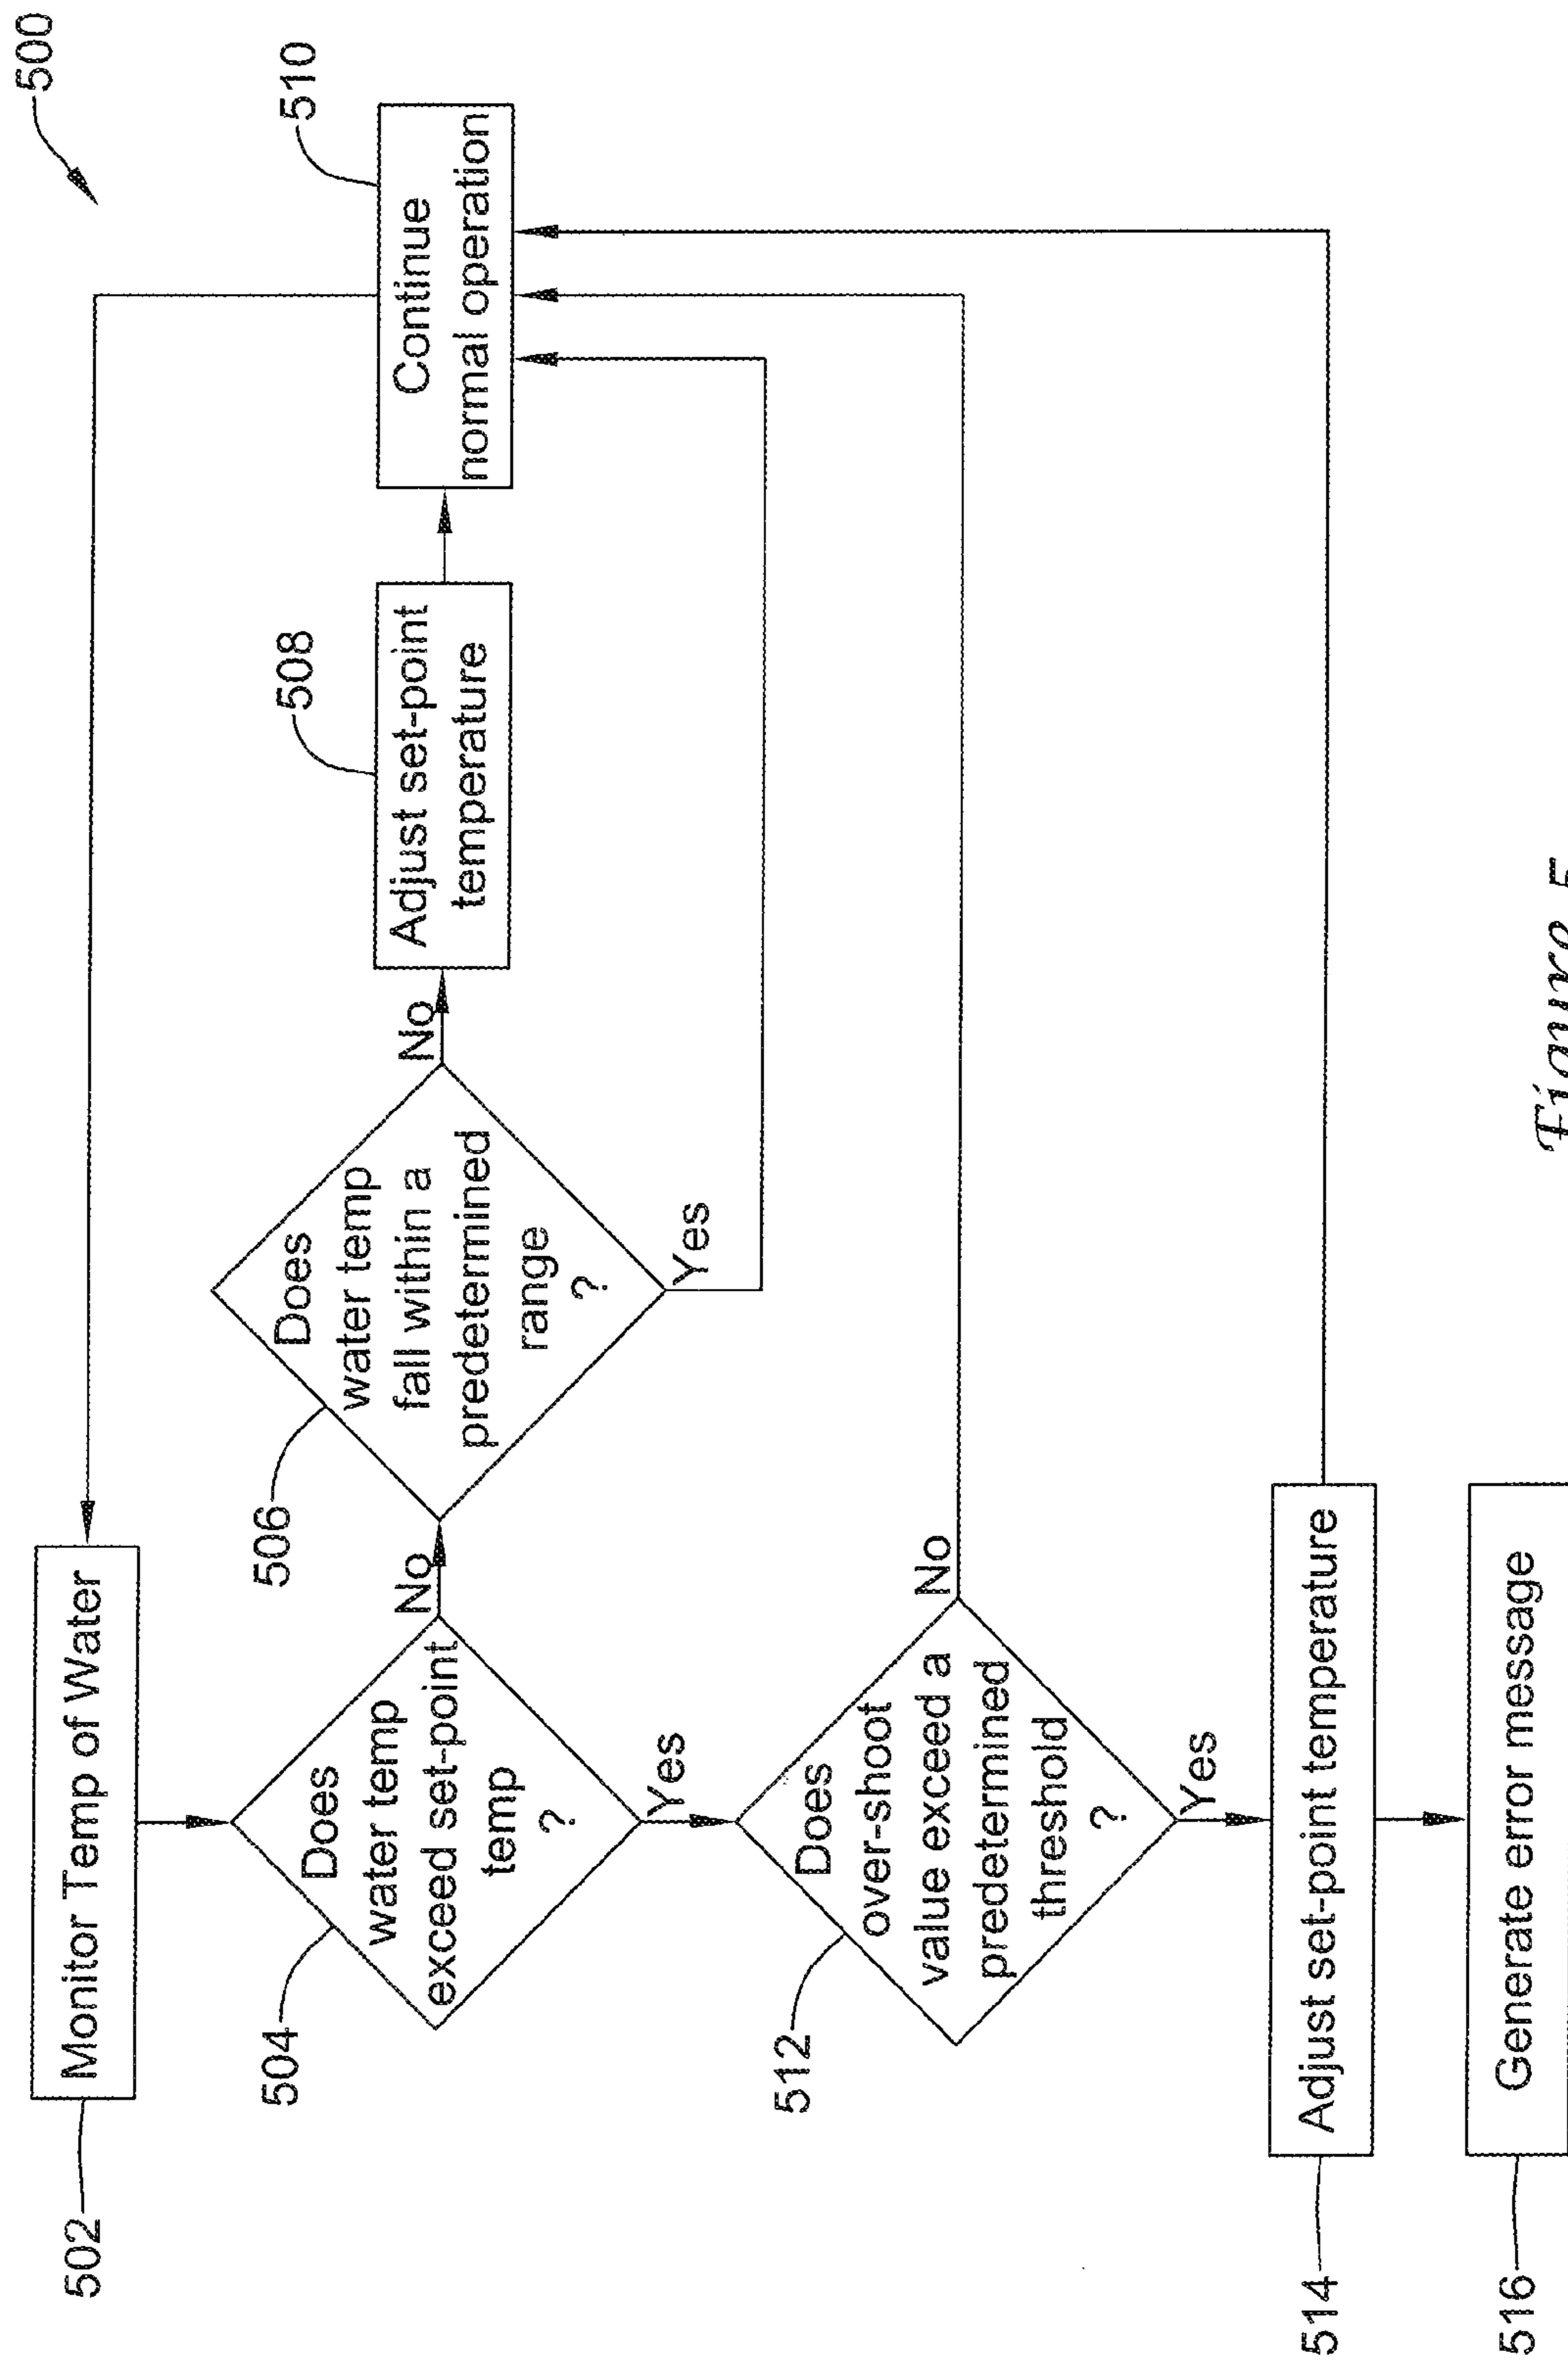 500
502
Monitor Temp of Water
504
Does
water temp
exceed set-point
temp
?
No
Yes
506
Does
water temp
fall within a
predetermined
range
?
No
Yes
508
Adjust set-point
temperature
510
Continue
normal operation
512
Does
over-shoot
value exceed a
predetermined
threshold
?
No
Yes
514
Adjust set-point temperature
516
Generate error message
Figure 5